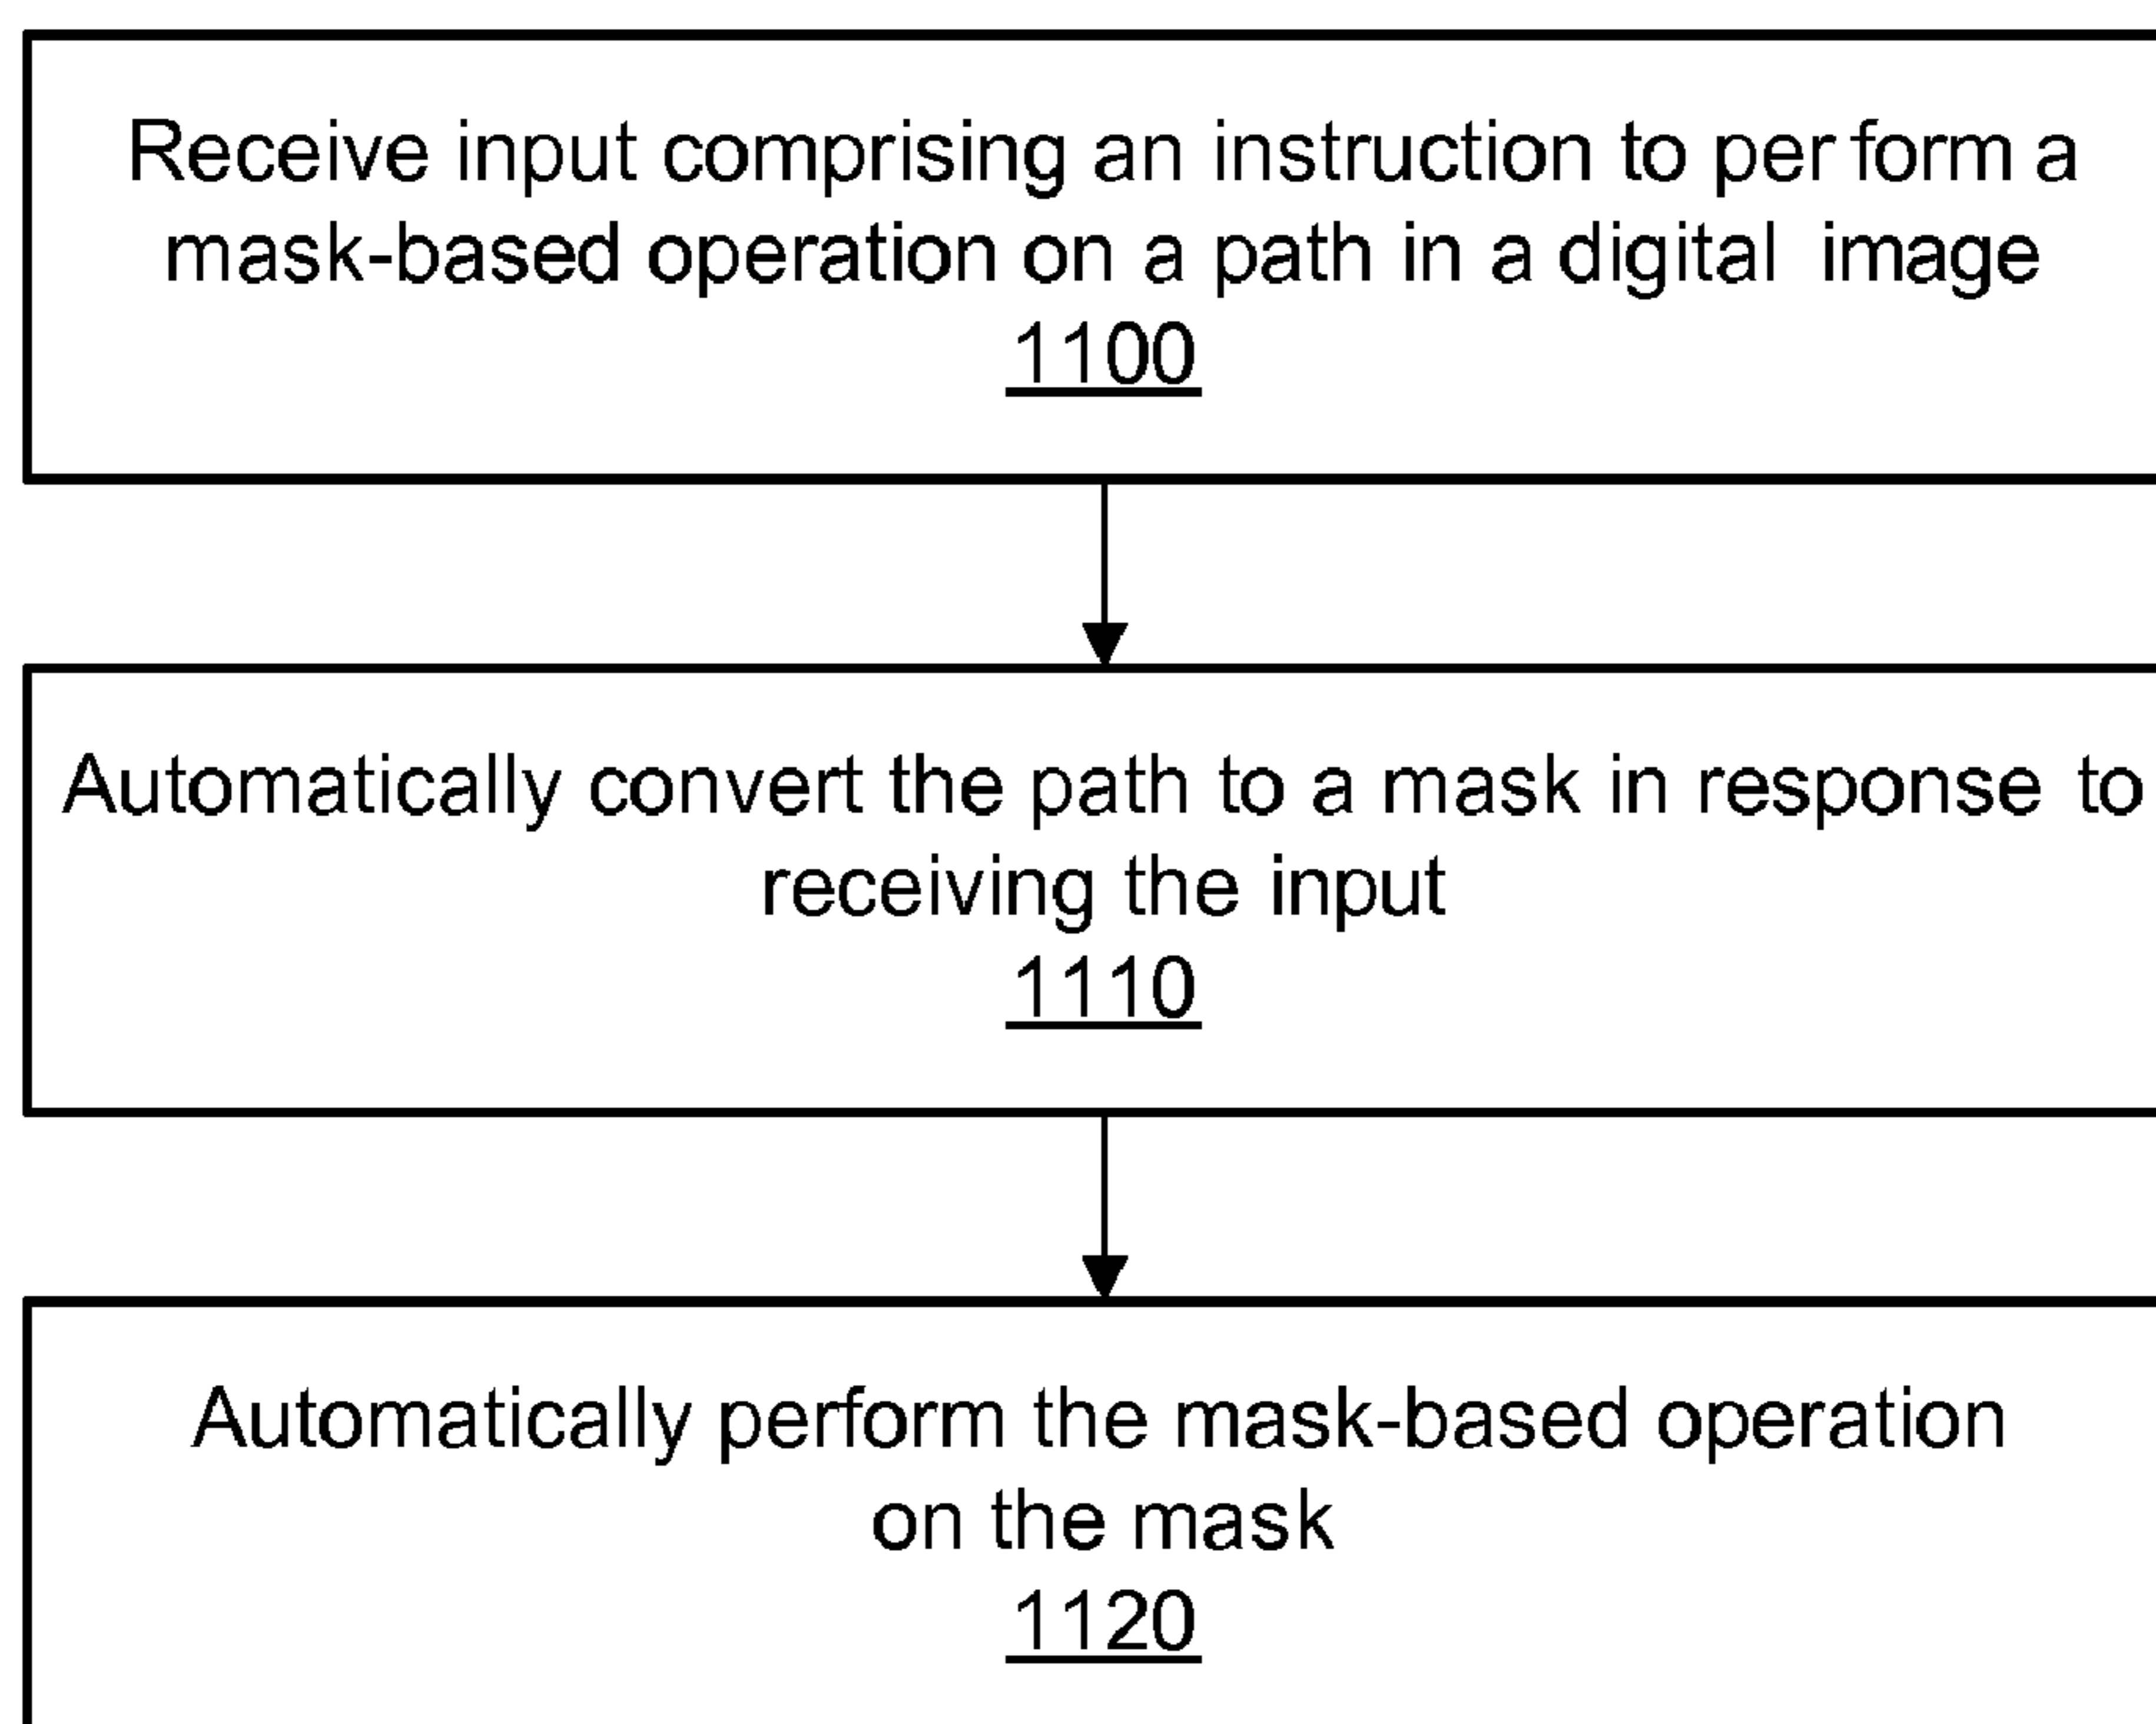 Receive input comprising an instruction to perform a
mask-based operation on a path in a digital image
1100
Automatically convert the path to a mask in response to
receiving the input
1110
Automatically perform the mask-based operation
on the mask
1120